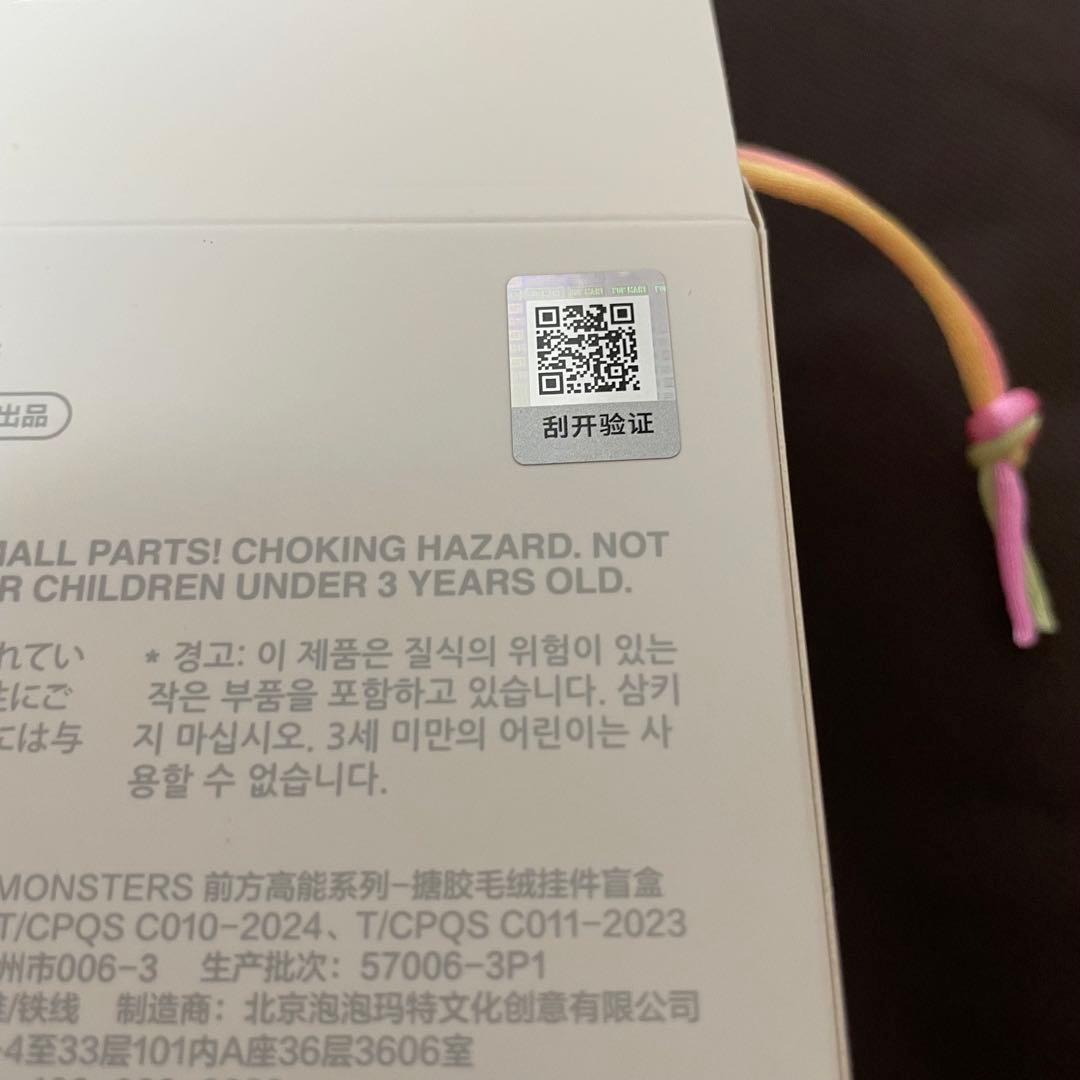 POP MART POP MART POP MART
刮开验证
出品
MALL PARTS! CHOKING HAZARD. NOT
R CHILDREN UNDER 3 YEARS OLD.
れてい
にご
には与
* 경고: 이 제품은 질식의 위험이 있는
작은 부품을 포함하고 있습니다. 삼키
지 마십시오. 3세 미만의 어린이는 사
용할 수 없습니다.
MONSTERS 前方高能系列-搪胶毛绒挂件盲盒
T/CPQS C010-2024、T/CPQS C011-2023
州市006-3 生产批次：57006-3P1
/铁线 制造商：北京泡泡玛特文化创意有限公司
-4至33层101内A座36层3606室